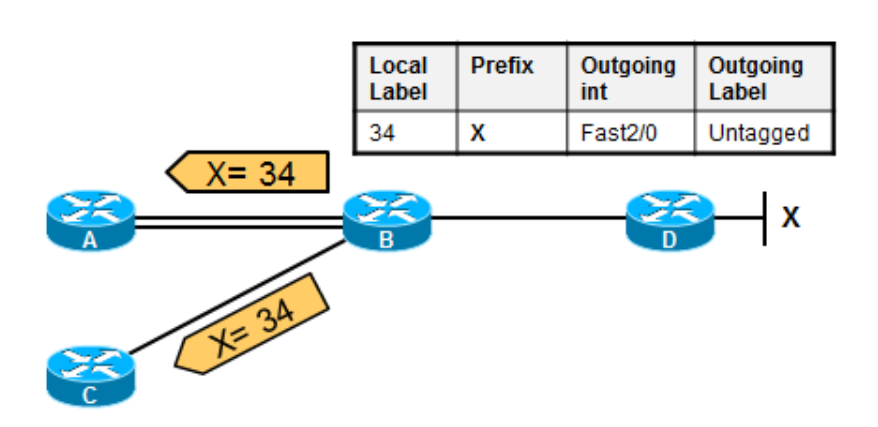 Local Label Prefix Outgoing int Outgoing Label
34 X Fast2/0 Untagged
X= 34
A
B
D
X
X= 34
C